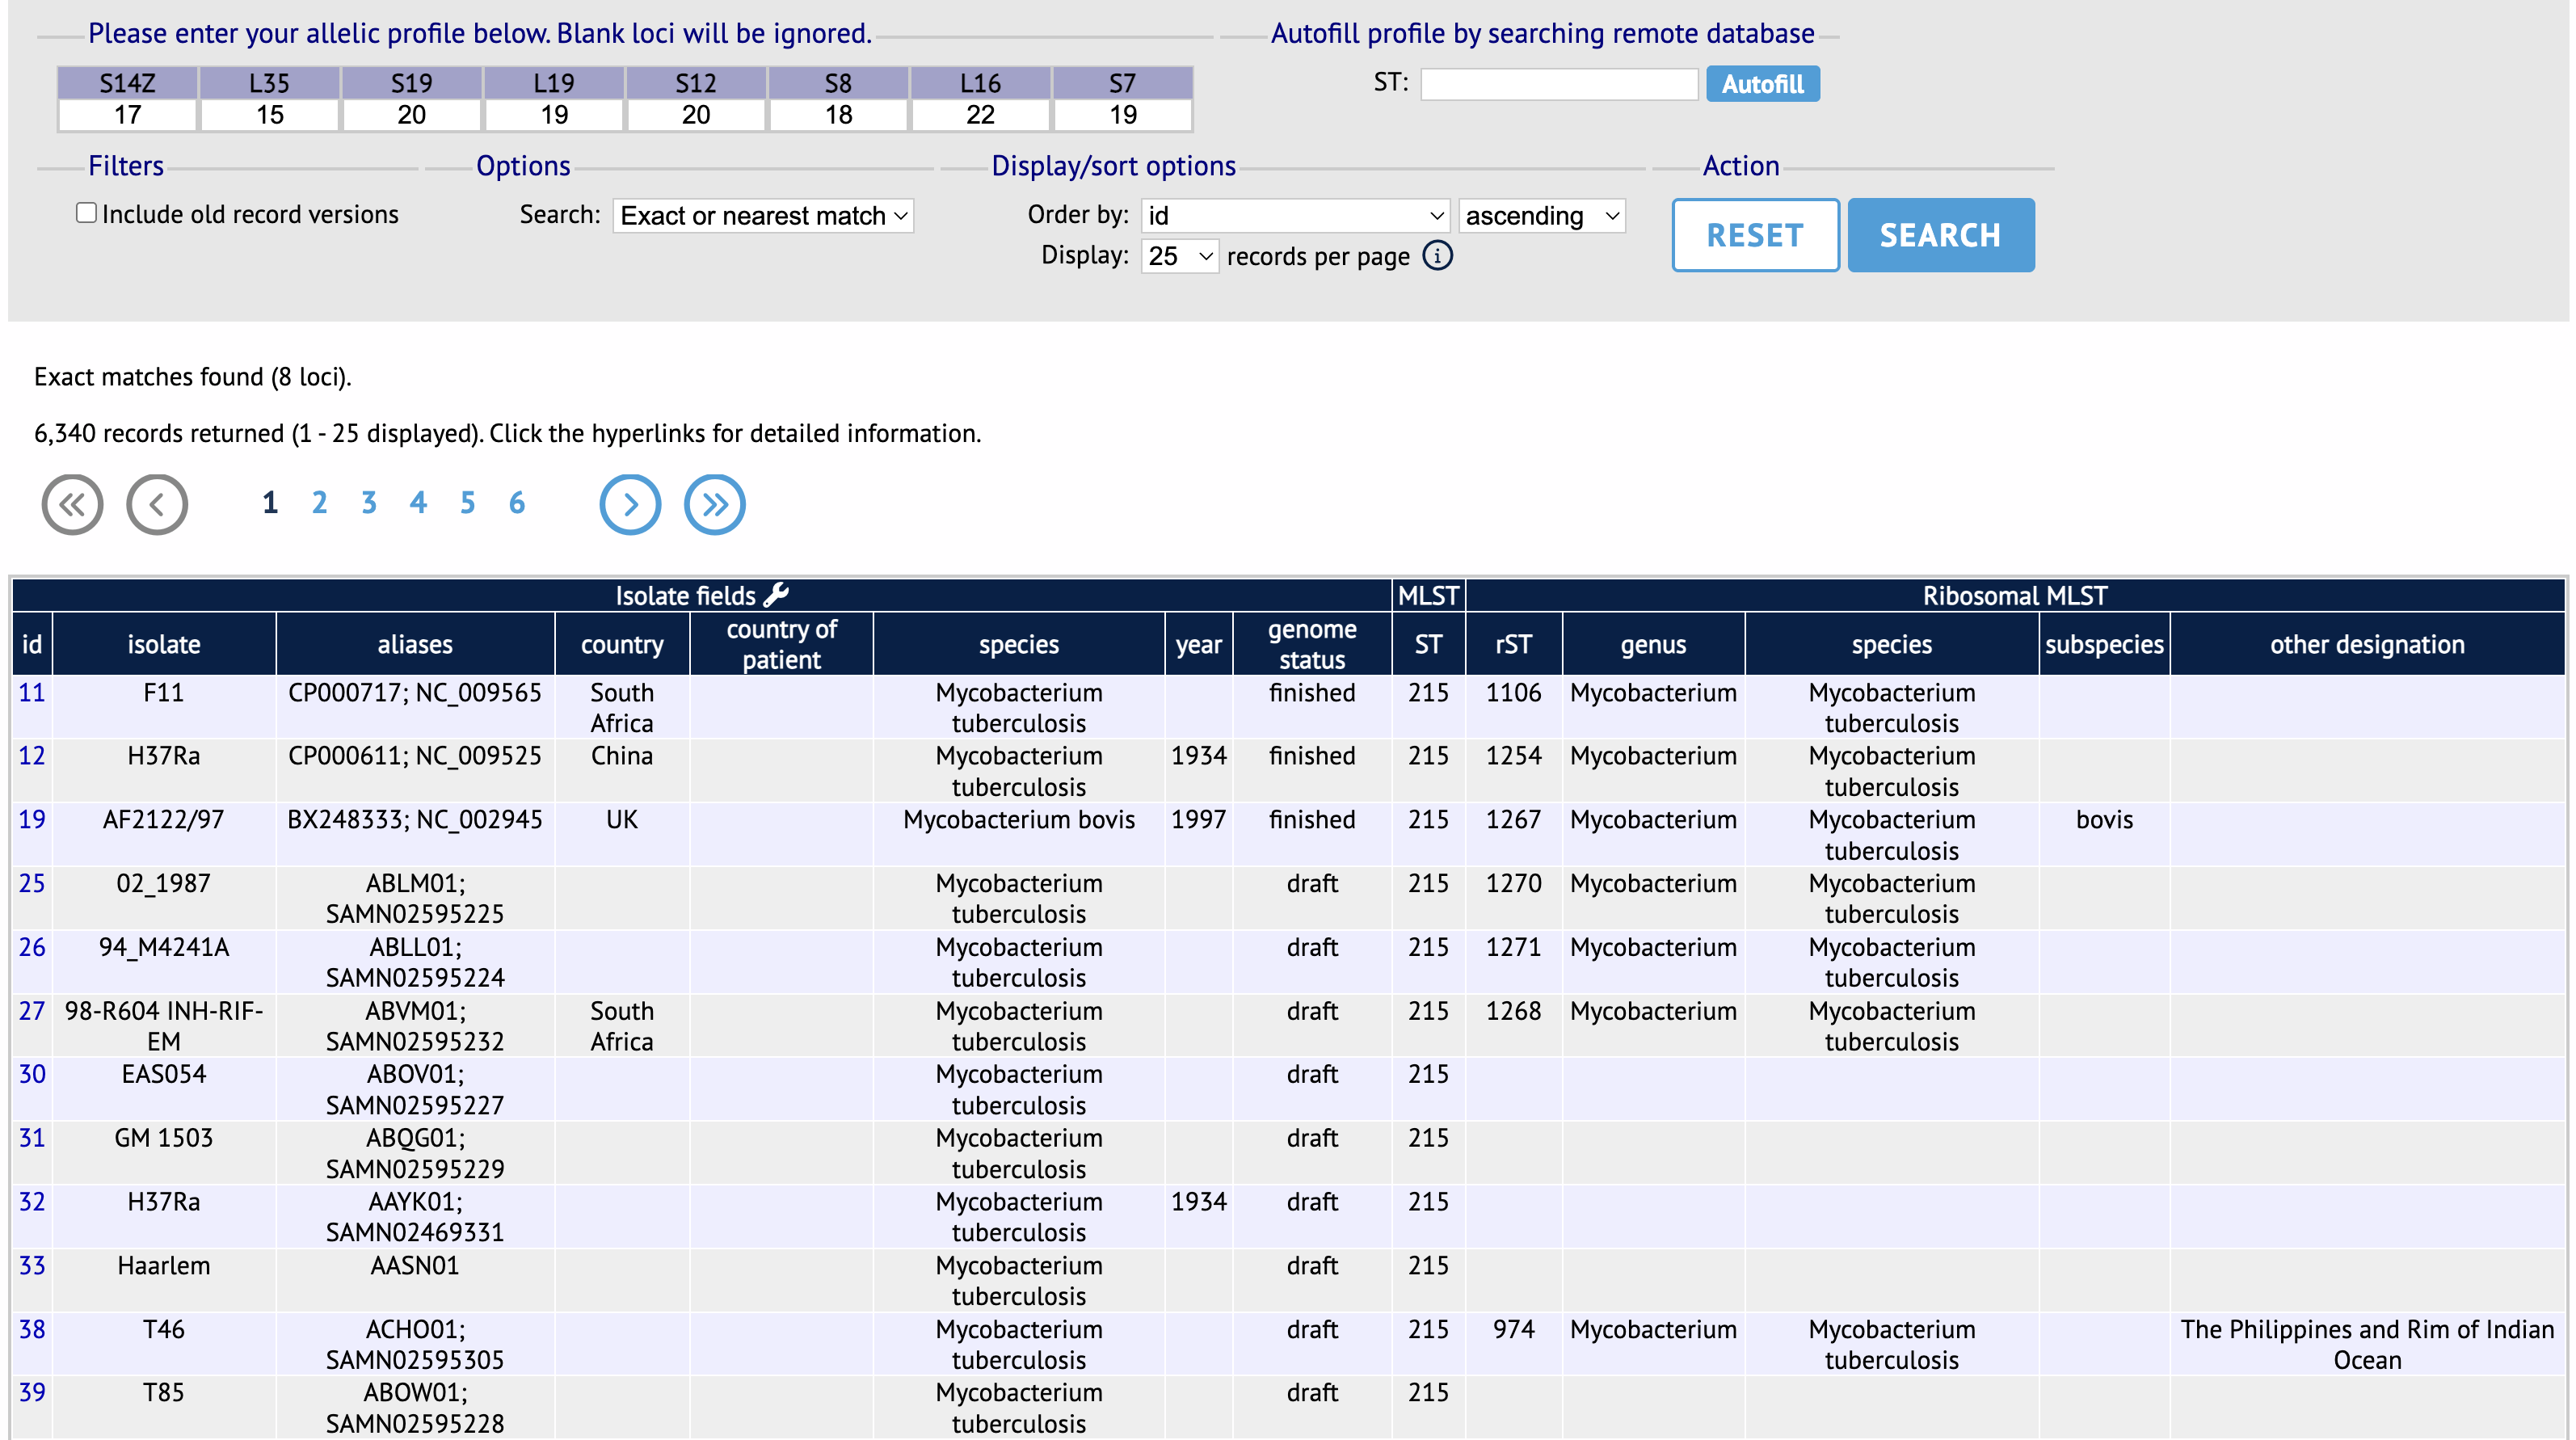 Please enter your allelic profile below. Blank loci will be ignored.
Autofill profile by searching remote database
S14Z L35 S19 L19 S12 S8 L16 S7
17 15 20 19 20 18 22 19
ST: Autofill
Filters
Options
Display/sort options
Action
Include old record versions
Search: Exact or nearest match
Order by: id ascending
Display: 25 records per page
RESET SEARCH
Exact matches found (8 loci).
6,340 records returned (1 - 25 displayed). Click the hyperlinks for detailed information.
1 2 3 4 5 6
Isolate fields MLST Ribosomal MLST
id isolate aliases country country of patient species year genome status ST rST genus species subspecies other designation
11 F11 CP000717; NC_009565 South Africa Mycobacterium tuberculosis finished 215 1106 Mycobacterium Mycobacterium tuberculosis
12 H37Ra CP000611; NC_009525 China Mycobacterium tuberculosis 1934 finished 215 1254 Mycobacterium Mycobacterium tuberculosis
19 AF2122/97 BX248333; NC_002945 UK Mycobacterium bovis 1997 finished 215 1267 Mycobacterium Mycobacterium tuberculosis bovis
25 02_1987 ABLM01; SAMN02595225 Mycobacterium tuberculosis draft 215 1270 Mycobacterium Mycobacterium tuberculosis
26 94_M4241A ABLL01; SAMN02595224 Mycobacterium tuberculosis draft 215 1271 Mycobacterium Mycobacterium tuberculosis
27 98-R604 INH-RIF-EM ABVM01; SAMN02595232 South Africa Mycobacterium tuberculosis draft 215 1268 Mycobacterium Mycobacterium tuberculosis
30 EAS054 ABOV01; SAMN02595227 Mycobacterium tuberculosis draft 215
31 GM 1503 ABQG01; SAMN02595229 Mycobacterium tuberculosis draft 215
32 H37Ra AAYK01; SAMN02469331 Mycobacterium tuberculosis 1934 draft 215
33 Haarlem AASN01 Mycobacterium tuberculosis draft 215
38 T46 ACHO01; SAMN02595305 Mycobacterium tuberculosis draft 215 974 Mycobacterium Mycobacterium tuberculosis The Philippines and Rim of Indian Ocean
39 T85 ABOW01; SAMN02595228 Mycobacterium tuberculosis draft 215